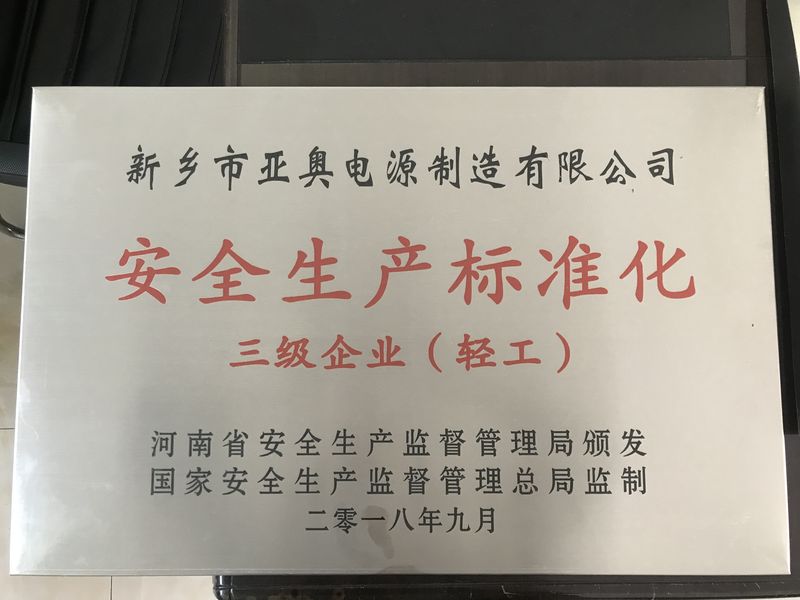 新乡市亚奥电源制造有限公司
安全生产标准化
三级企业（轻工）
河南省安全生产监督管理局颁发
国家安全生产监督管理总局监制
二零一八年九月